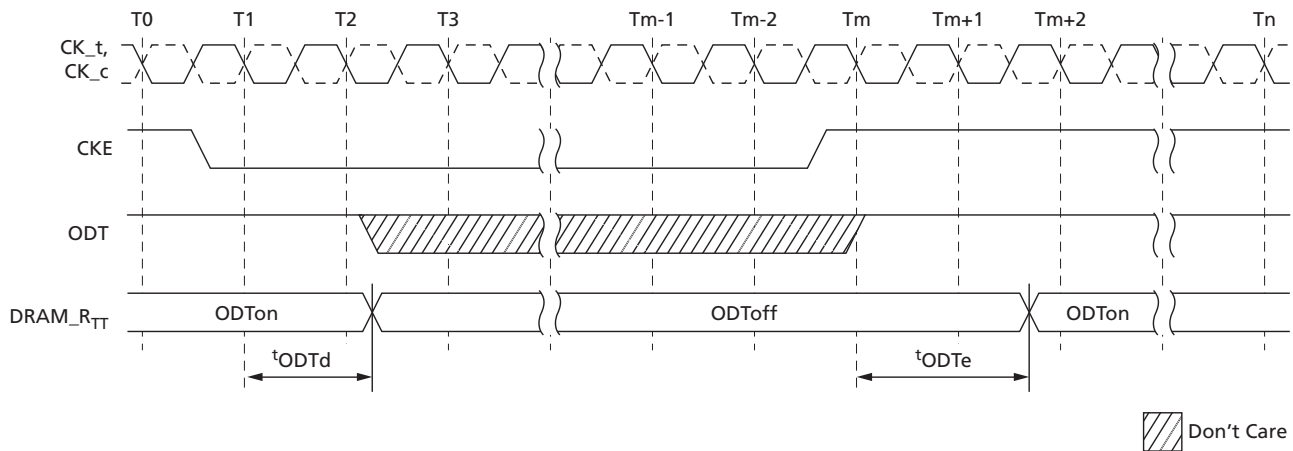 T0 T1 T2 T3 Tm-1 Tm-2 Tm Tm+1 Tm+2 Tn
CK_t,
CK_c
CKE
ODT
DRAM_RTT ODTon ODToff ODTon
tODTd tODTe
Don't Care